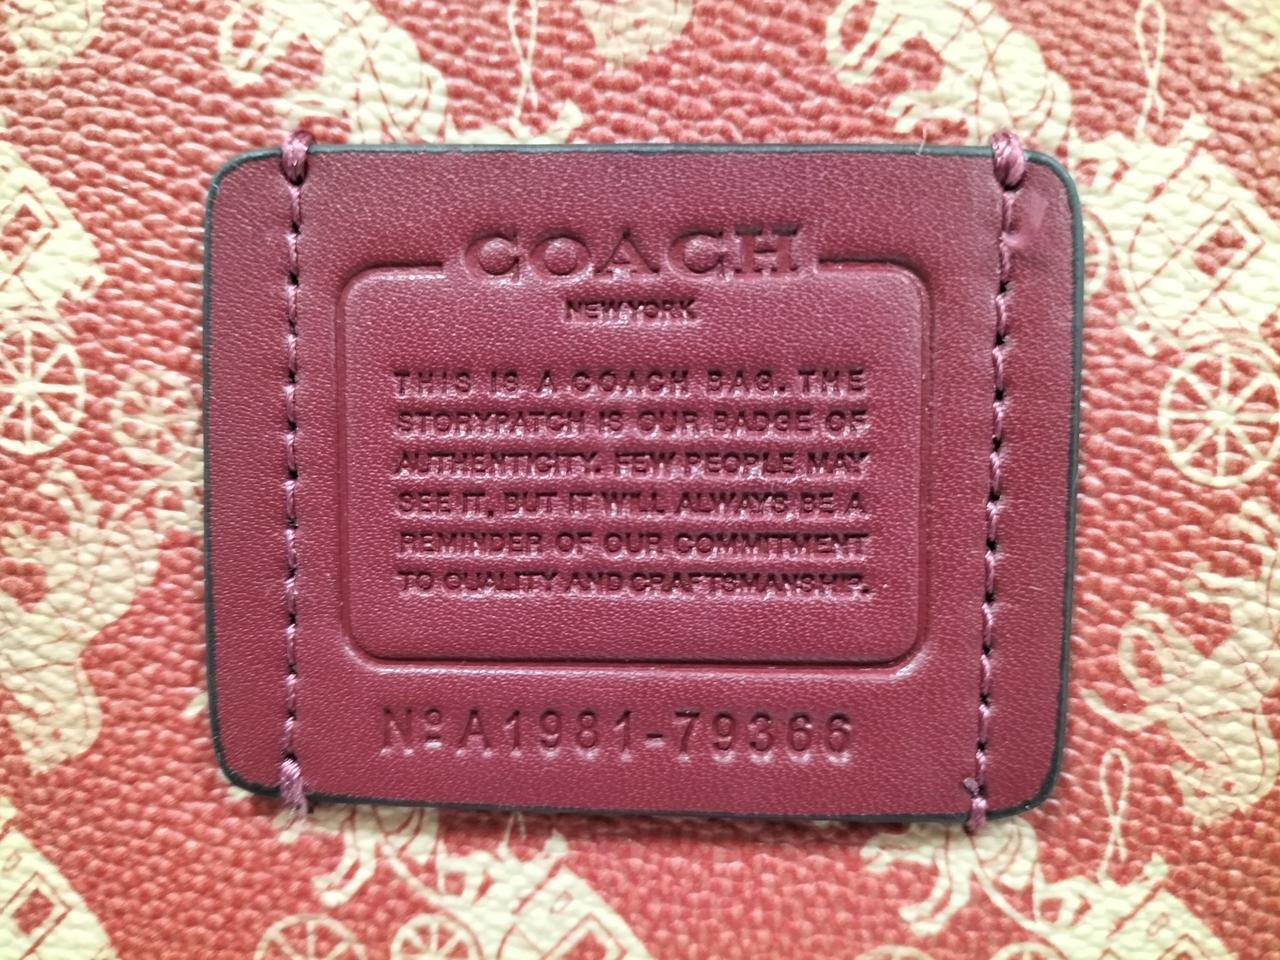 COACH
NEW YORK
THIS IS A COACH BAG. THE
STORYPATCH IS OUR BADGE OF
AUTHENTICITY. FEW PEOPLE MAY
SEE IT, BUT IT WILL ALWAYS BE A
REMINDER OF OUR COMMITMENT
TO QUALITY AND CRAFTSMANSHIP.
Nº A1981-79366